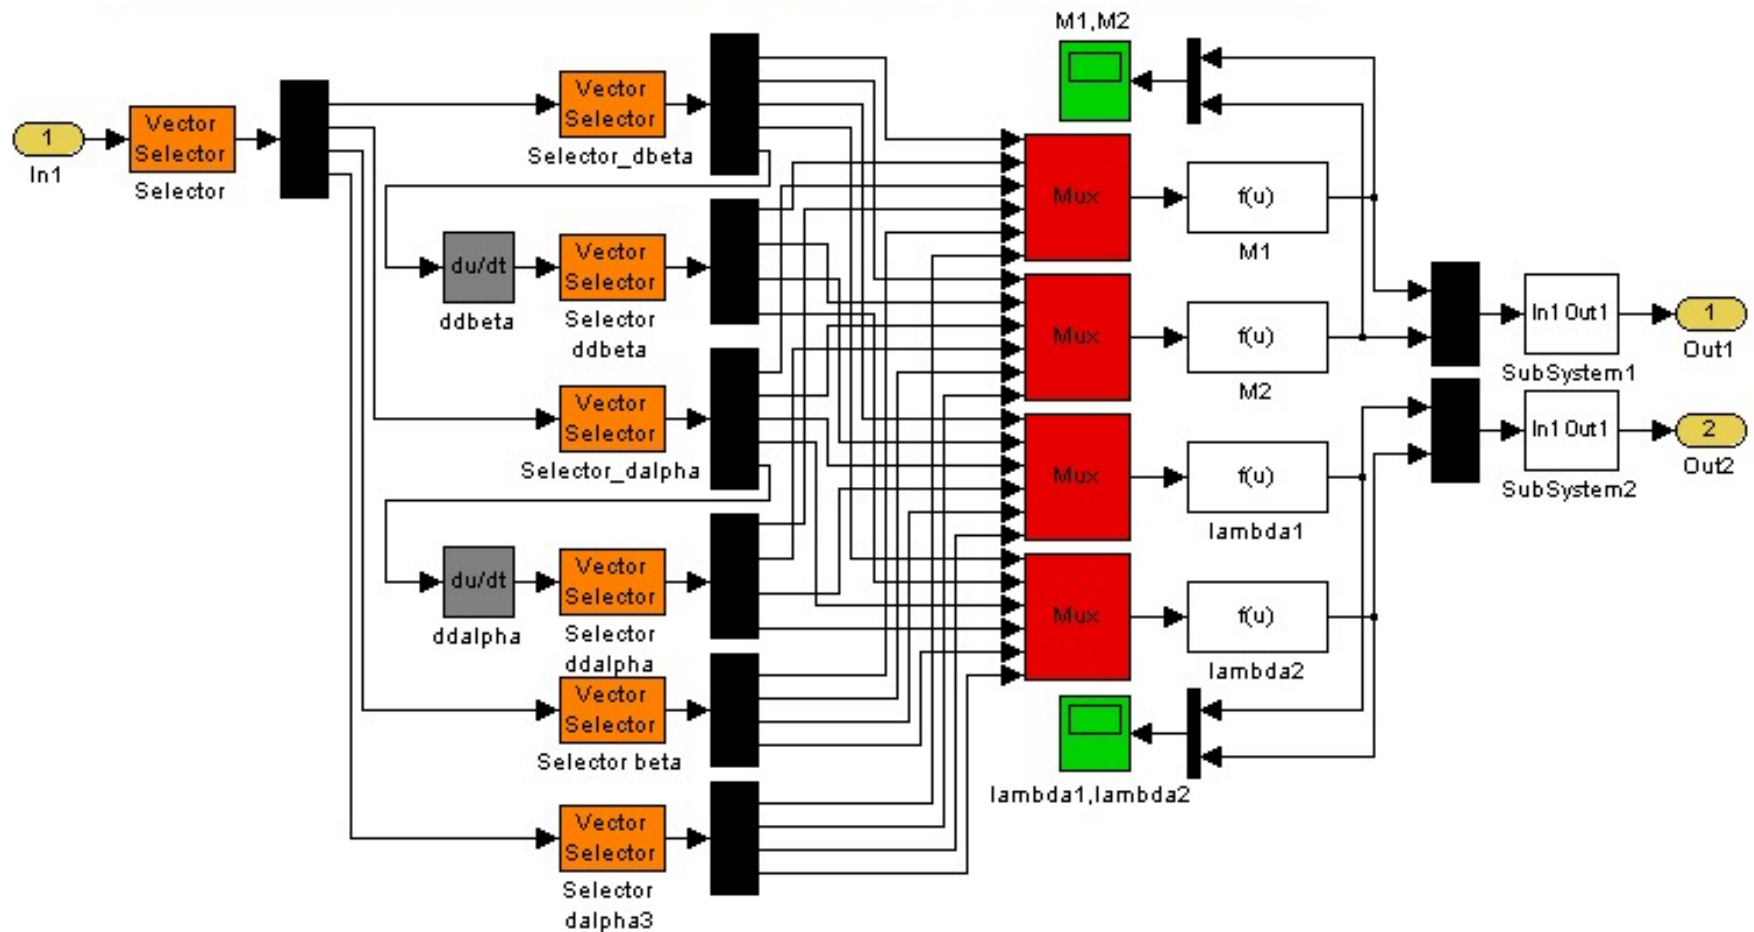 M1,M2
Vector
Selector
Selector_dbeta
1
In1
Vector
Selector
Selector
Mux
f(u)
M1
du/dt
ddbeta
Vector
Selector
Selector
ddbeta
Mux
f(u)
M2
In1 Out1
SubSystem1
1
Out1
Vector
Selector
Selector_dalpha
Mux
f(u)
lambda1
In1 Out1
SubSystem2
2
Out2
du/dt
ddalpha
Vector
Selector
Selector
ddalpha
Mux
f(u)
lambda2
Vector
Selector
Selector beta
lambda1,lambda2
Vector
Selector
Selector
dalpha3